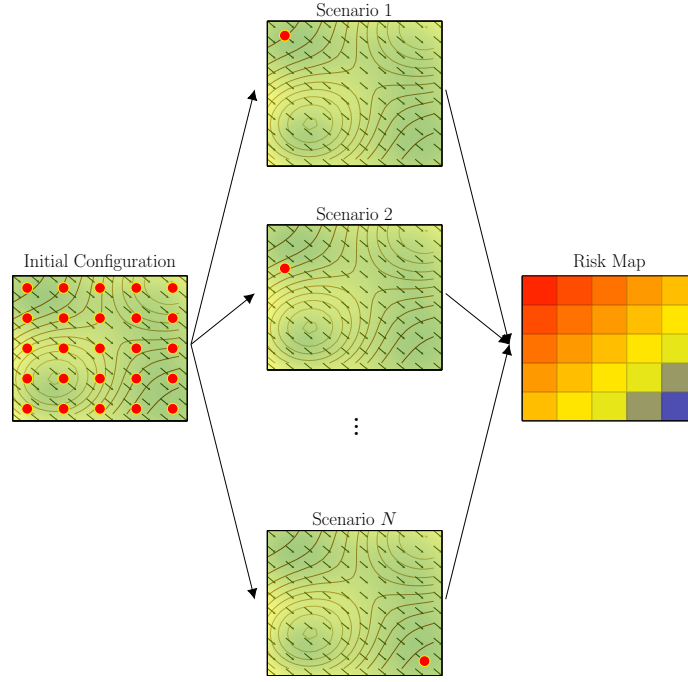 Scenario 1
Scenario 2
Initial Configuration
Risk Map
⋮
Scenario N